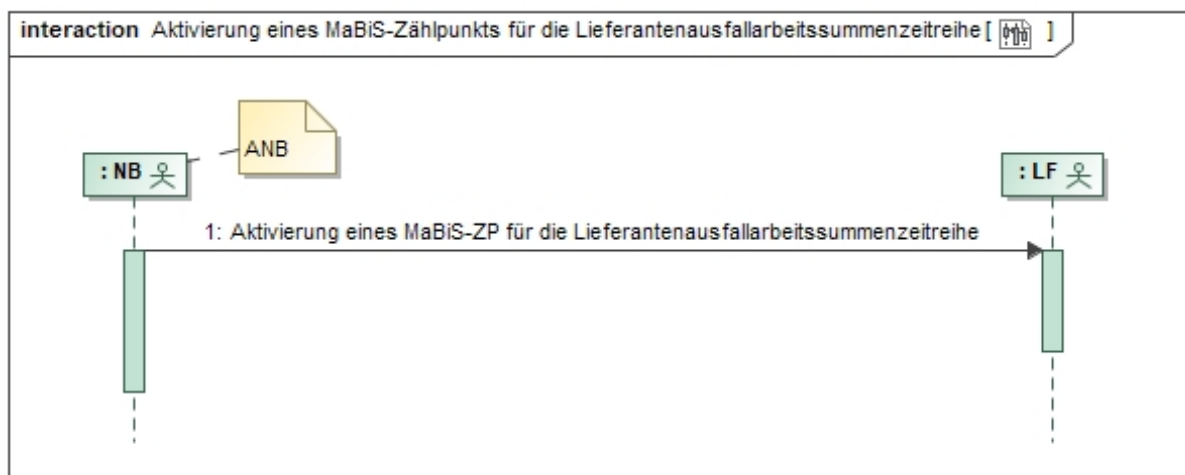 interaction Aktivierung eines MaBiS-Zählpunkts für die Lieferantenausfallarbeitssummenzeitreihe [ ]
ANB
: NB
: LF
1: Aktivierung eines MaBiS-ZP für die Lieferantenausfallarbeitssummenzeitreihe